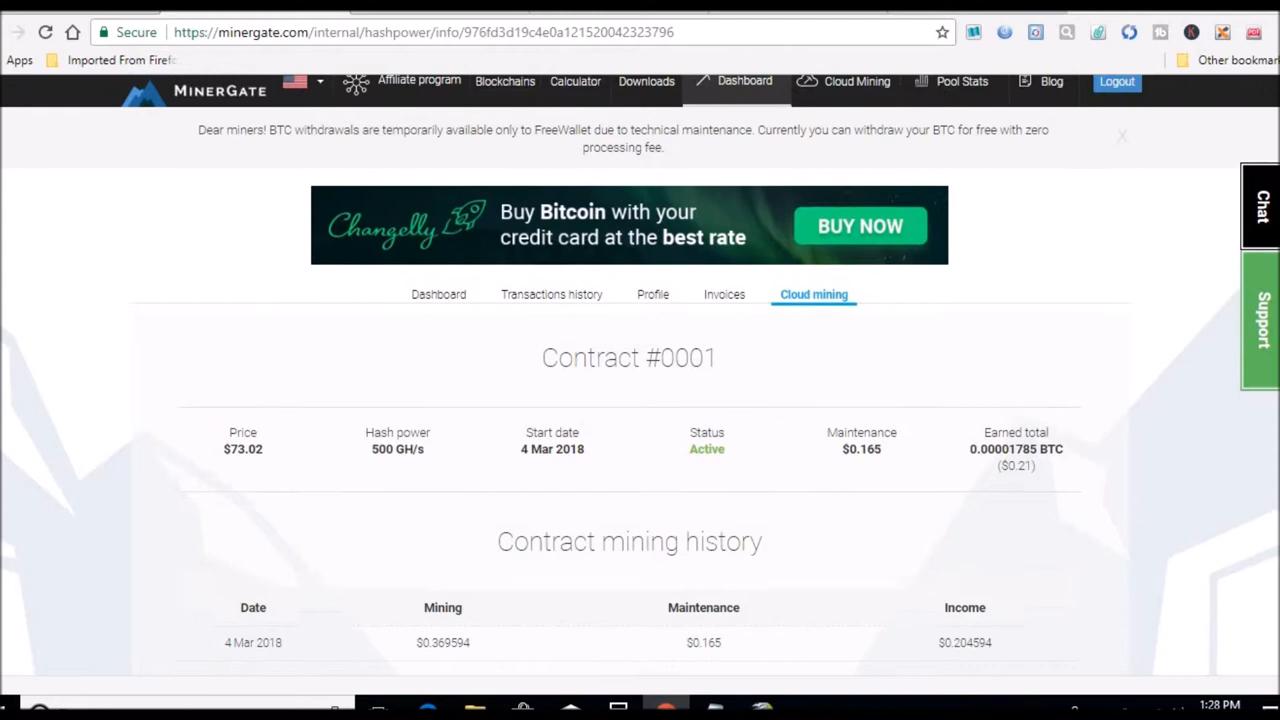 Secure https://minergate.com/internal/hashpower/info/976fd3d19c4e0a121520042323796
Apps Imported From Firef Other bookmar
MINERGATE Affiliate program Blockchains Calculator Downloads Dashboard Cloud Mining Pool Stats Blog Logout
Dear miners! BTC withdrawals are temporarily available only to FreeWallet due to technical maintenance. Currently you can withdraw your BTC for free with zero
processing fee.
X
Chat
Support
Changelly
Buy Bitcoin with your
credit card at the best rate
BUY NOW
Dashboard Transactions history Profile Invoices Cloud mining
Contract #0001
Price Hash power Start date Status Maintenance Earned total
$73.02 500 GH/s 4 Mar 2018 Active $0.165 0.00001785 BTC
($0.21)
Contract mining history
Date Mining Maintenance Income
4 Mar 2018 $0.369594 $0.165 $0.204594
1:28 PM